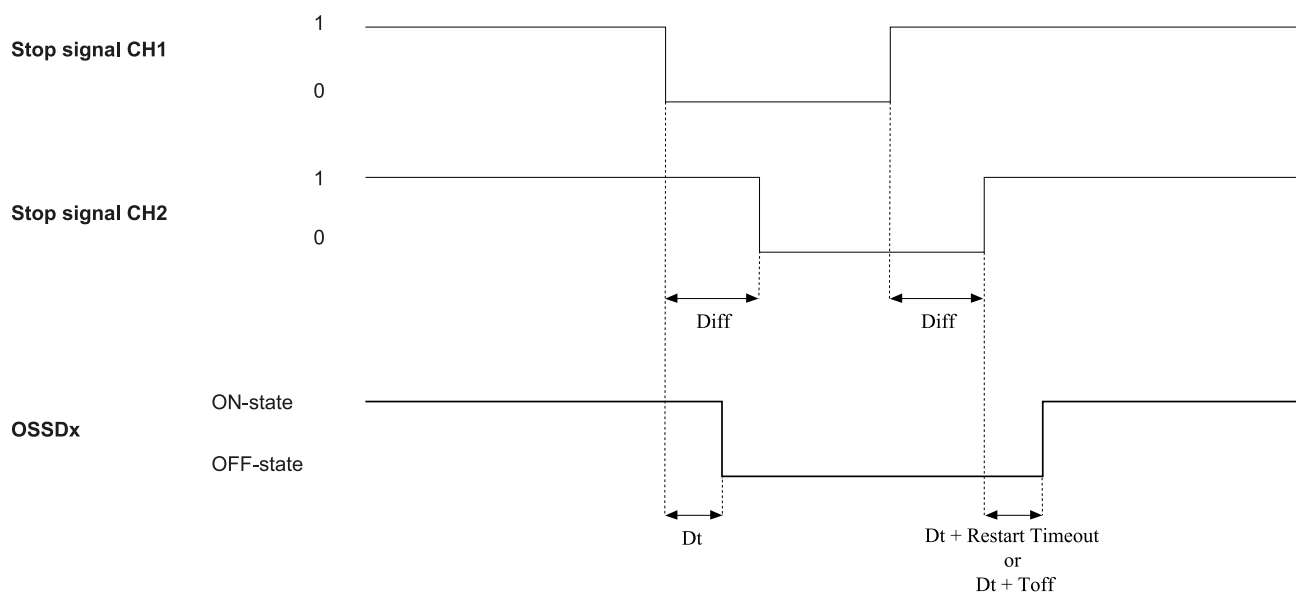 1
Stop signal CH1
0
1
Stop signal CH2
0
Diff
Diff
ON-state
OSSDx
OFF-state
Dt
Dt + Restart Timeout
or
Dt + Toff